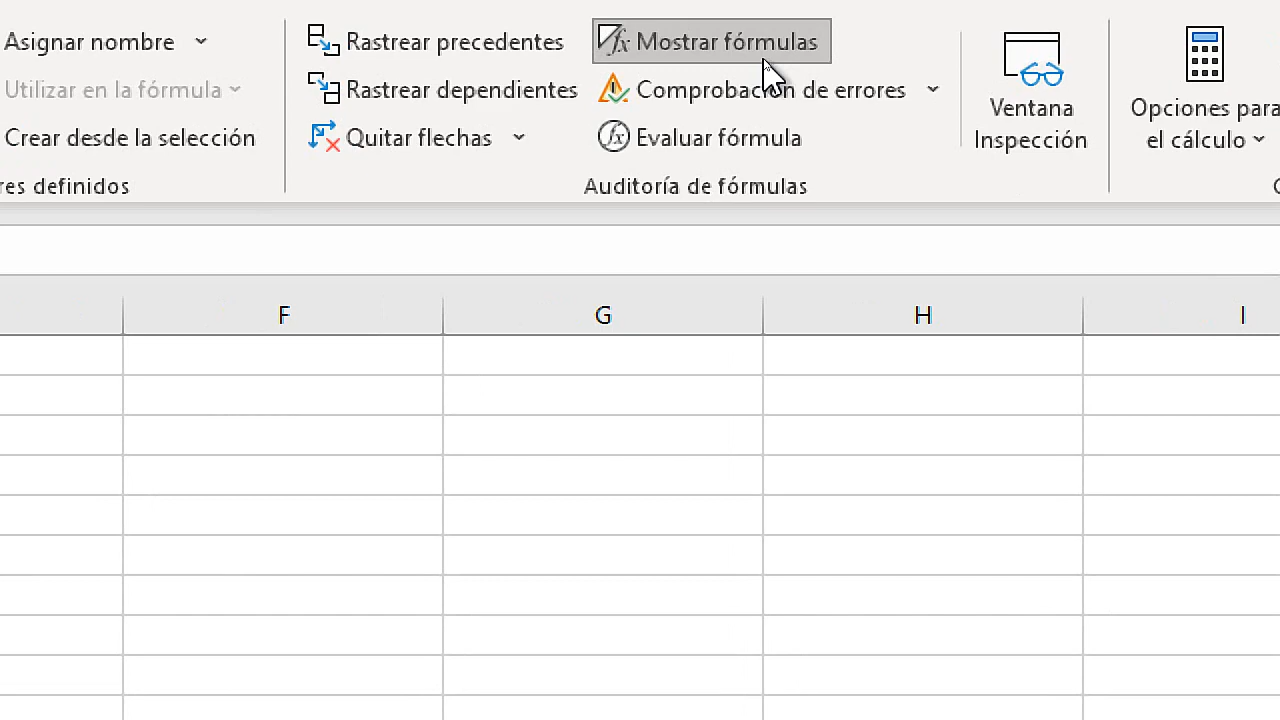 Asignar nombre
Utilizar en la fórmula
Crear desde la selección
res definidos
Rastrear precedentes
Rastrear dependientes
Quitar flechas
Mostrar fórmulas
Comprobación de errores
Evaluar fórmula
Auditoría de fórmulas
Ventana
Inspección
Opciones para
el cálculo
F G H I